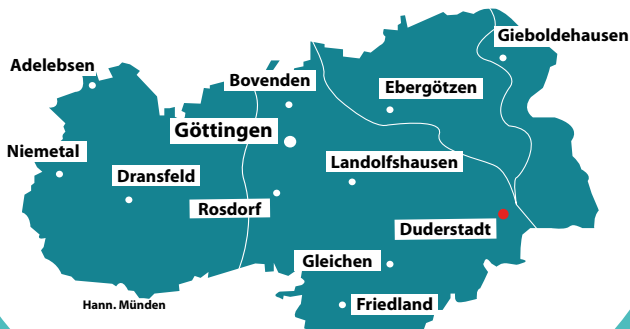 Gieboldehausen
Adelebsen
Bovenden
Ebergötzen
Göttingen
Niemetal
Landolfshausen
Dransfeld
Rosdorf
Duderstadt
Gleichen
Hann. Münden
Friedland